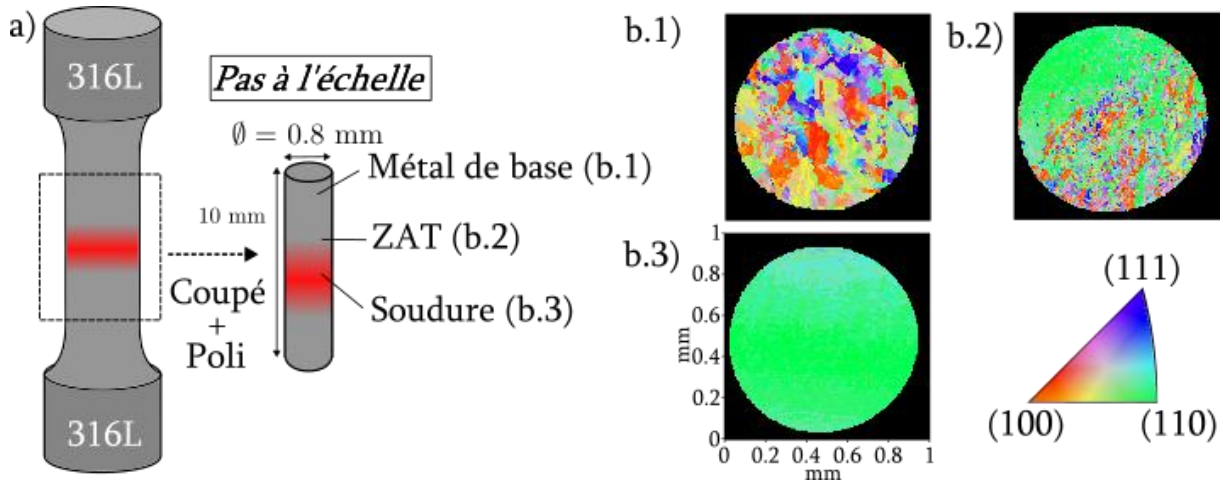 a)
316L
Pas à l'échelle
∅ = 0.8 mm
10 mm
Métal de base (b.1)
ZAT (b.2)
Soudure (b.3)
Coupé
+
Poli
316L
b.1)
b.2)
b.3)
1
0.8
0.6
0.4
0.2
0
mm
0 0.2 0.4 0.6 0.8 1
mm
(111)
(100)
(110)